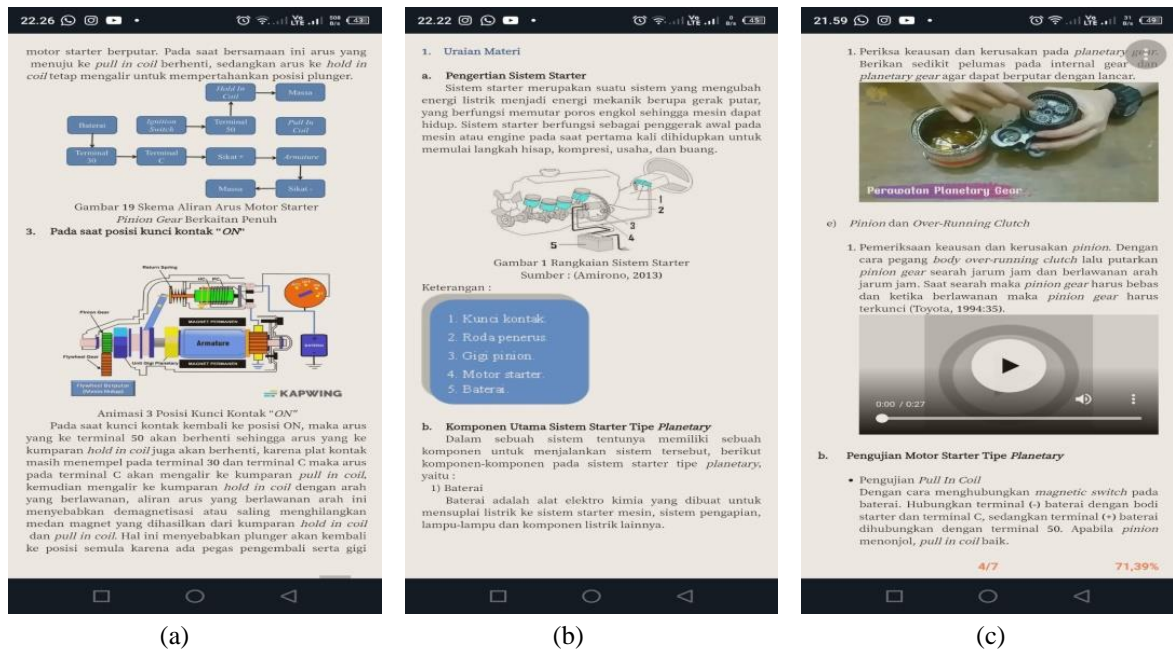 22.26
motor starter berputar. Pada saat bersamaan ini arus yang
menuju ke pull in coil berhenti, sedangkan arus ke hold in
coil tetap mengalir untuk mempertahankan posisi plunger.
Hold In Coil
Massa
Baterai
Ignition Switch
Terminal 50
Pull In Coil
Terminal 30
Terminal C
Sikat +
Armature
Massa
Sikat -
Gambar 19 Skema Aliran Arus Motor Starter
Pinion Gear Berkaitan Penuh
3. Pada saat posisi kunci kontak "ON"
Return Spring
Pinion Gear
MAGNET PERMANEN
Armature
Flywheel Gear
Unit Gigi Planetary
MAGNET PERMANEN
KAPWING
Animasi 3 Posisi Kunci Kontak "ON"
Pada saat kunci kontak kembali ke posisi ON, maka arus
yang ke terminal 50 akan berhenti sehingga arus yang ke
kumparan hold in coil juga akan berhenti, karena plat kontak
masih menempel pada terminal 30 dan terminal C maka arus
pada terminal C akan mengalir ke kumparan pull in coil,
kemudian mengalir ke kumparan hold in coil dengan arah
yang berlawanan, aliran arus yang berlawanan arah ini
menyebabkan demagnetisasi atau saling menghilangkan
medan magnet yang dihasilkan dari kumparan hold in coil
dan pull in coil. Hal ini menyebabkan plunger akan kembali
ke posisi semula karena ada pegas pengembali serta gigi
(a)
22.22
1. Uraian Materi
a. Pengertian Sistem Starter
Sistem starter merupakan suatu sistem yang mengubah
energi listrik menjadi energi mekanik berupa gerak putar,
yang berfungsi memutar poros engkol sehingga mesin dapat
hidup. Sistem starter berfungsi sebagai penggerak awal pada
mesin atau engine pada saat pertama kali dihidupkan untuk
memulai langkah hisap, kompresi, usaha, dan buang.
1
2
3
4
5
Gambar 1 Rangkaian Sistem Starter
Sumber : (Amirono, 2013)
Keterangan :
1. Kunci kontak.
2. Roda penerus
3. Gigi pinion.
4. Motor starter.
5. Baterai.
b. Komponen Utama Sistem Starter Tipe Planetary
Dalam sebuah sistem tentunya memiliki sebuah
komponen untuk menjalankan sistem tersebut, berikut
komponen-komponen pada sistem starter tipe planetary,
yaitu :
1) Baterai
Baterai adalah alat elektro kimia yang dibuat untuk
mensuplai listrik ke sistem starter mesin, sistem pengapian,
lampu-lampu dan komponen listrik lainnya.
(b)
21.59
1. Periksa keausan dan kerusakan pada planetary gear.
Berikan sedikit pelumas pada internal gear dan
planetary gear agar dapat berputar dengan lancar.
Perawatan Planetary Gear
e) Pinion dan Over-Running Clutch
1. Pemeriksaan keausan dan kerusakan pinion. Dengan
cara pegang body over-running clutch lalu putarkan
pinion gear searah jarum jam dan berlawanan arah
jarum jam. Saat searah maka pinion gear harus bebas
dan ketika berlawanan maka pinion gear harus
terkunci (Toyota, 1994:35).
0:00 / 0:27
b. Pengujian Motor Starter Tipe Planetary
• Pengujian Pull In Coil
Dengan cara menghubungkan magnetic switch pada
baterai. Hubungkan terminal (-) baterai dengan bodi
starter dan terminal C, sedangkan terminal (+) baterai
dihubungkan dengan terminal 50. Apabila pinion
menonjol, pull in coil baik.
4/7
71,39%
(c)